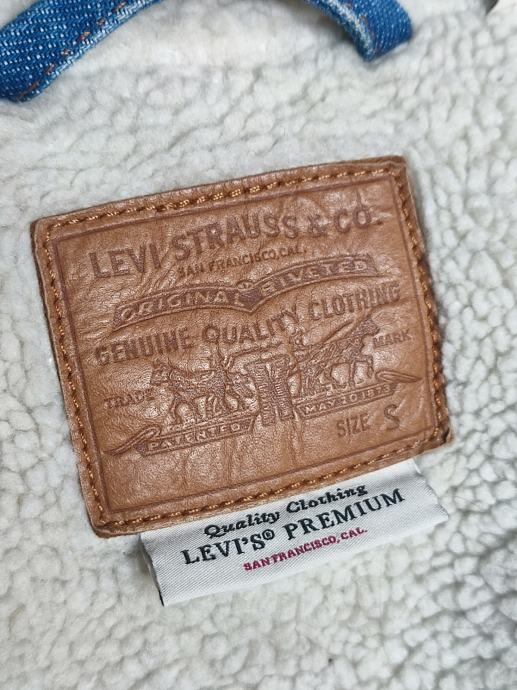 LEVI STRAUSS & CO.
SAN FRANCISCO, CAL.
ORIGINAL RIVETED
GENUINE QUALITY CLOTHING
TRADE MARK
PATENTED MAY 20 1873
SIZE S
Quality Clothing
LEVI'S® PREMIUM
SAN FRANCISCO, CAL.